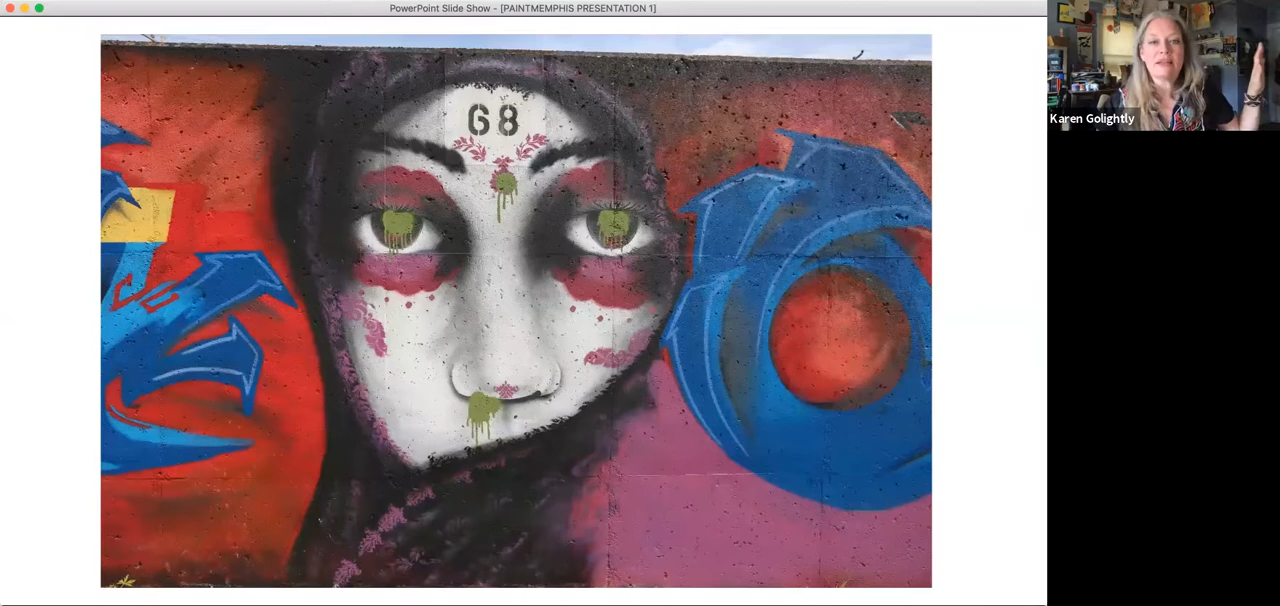 PowerPoint Slide Show - [PAINTMEMPHIS PRESENTATION 1]
Karen Golightly
68